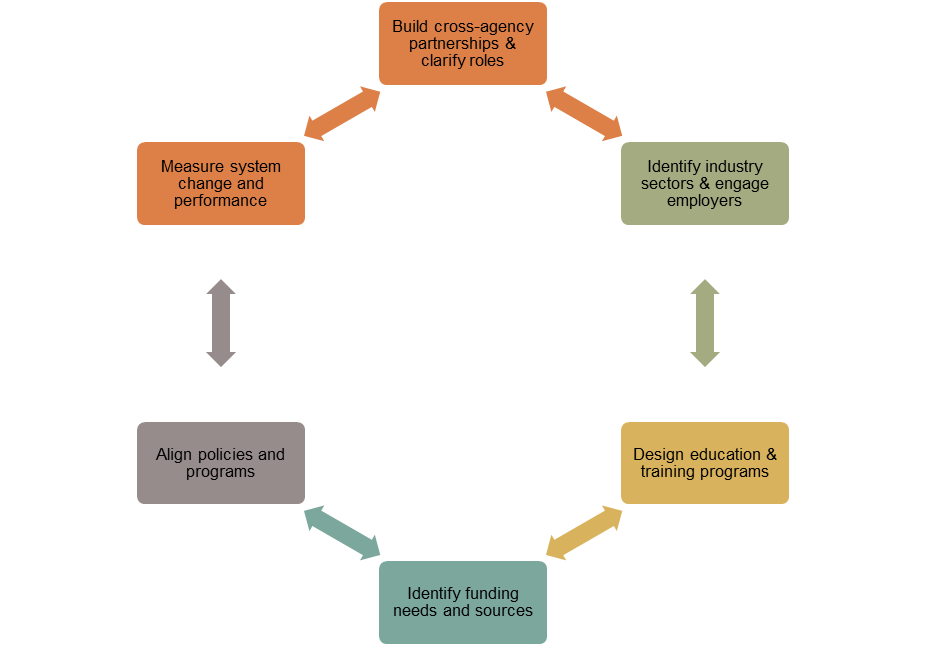 Build cross-agency
partnerships &
clarify roles
Measure system
change and
performance
Identify industry
sectors & engage
employers
Align policies and
programs
Design education &
training programs
Identify funding
needs and sources